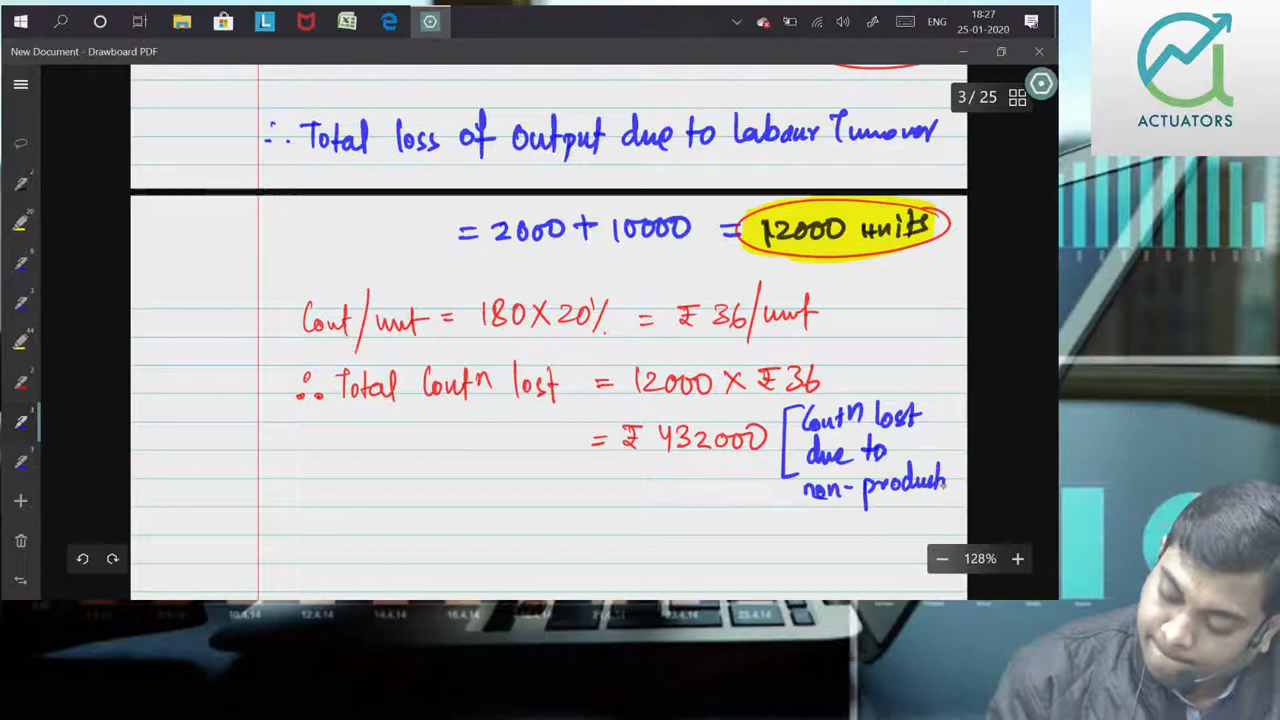 18:27
ENG
25-01-2020
New Document - Drawboard PDF
3 / 25
ACTUATORS
∴ Total loss of output due to Labour Turnover
= 2000 + 10000 = 12000 units
Cont/unit = 180 X 20% = ₹ 36/unit
∴ Total Contn lost = 12000 X ₹ 36
= ₹ 432000
Contn lost
due to
non-product
128%